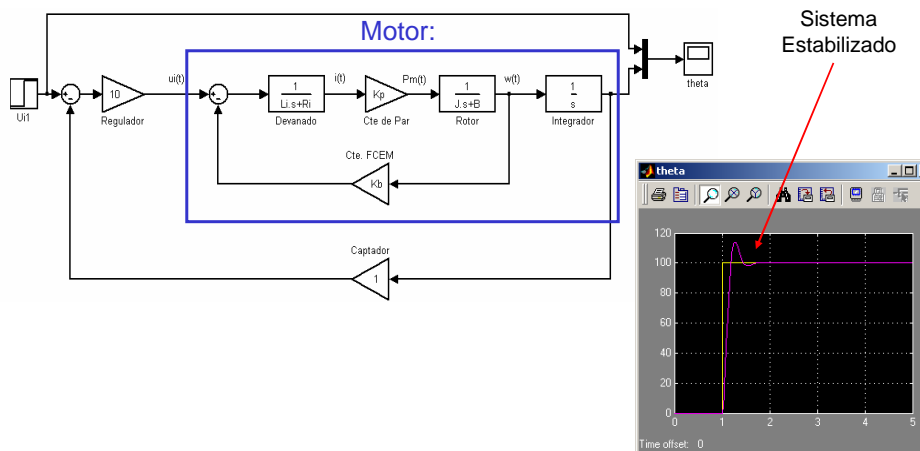 Motor:
Sistema
Estabilizado
Ui1
10
Regulador
ui(t)
1
Li.s+Ri
Devanado
i(t)
Kp
Cte de Par
Pm(t)
1
J.s+B
Rotor
w(t)
1
s
Integrador
theta
Cte. FCEM
Kb
Captador
1
theta
120
100
80
60
40
20
0
0
1
2
3
4
5
Time offset: 0